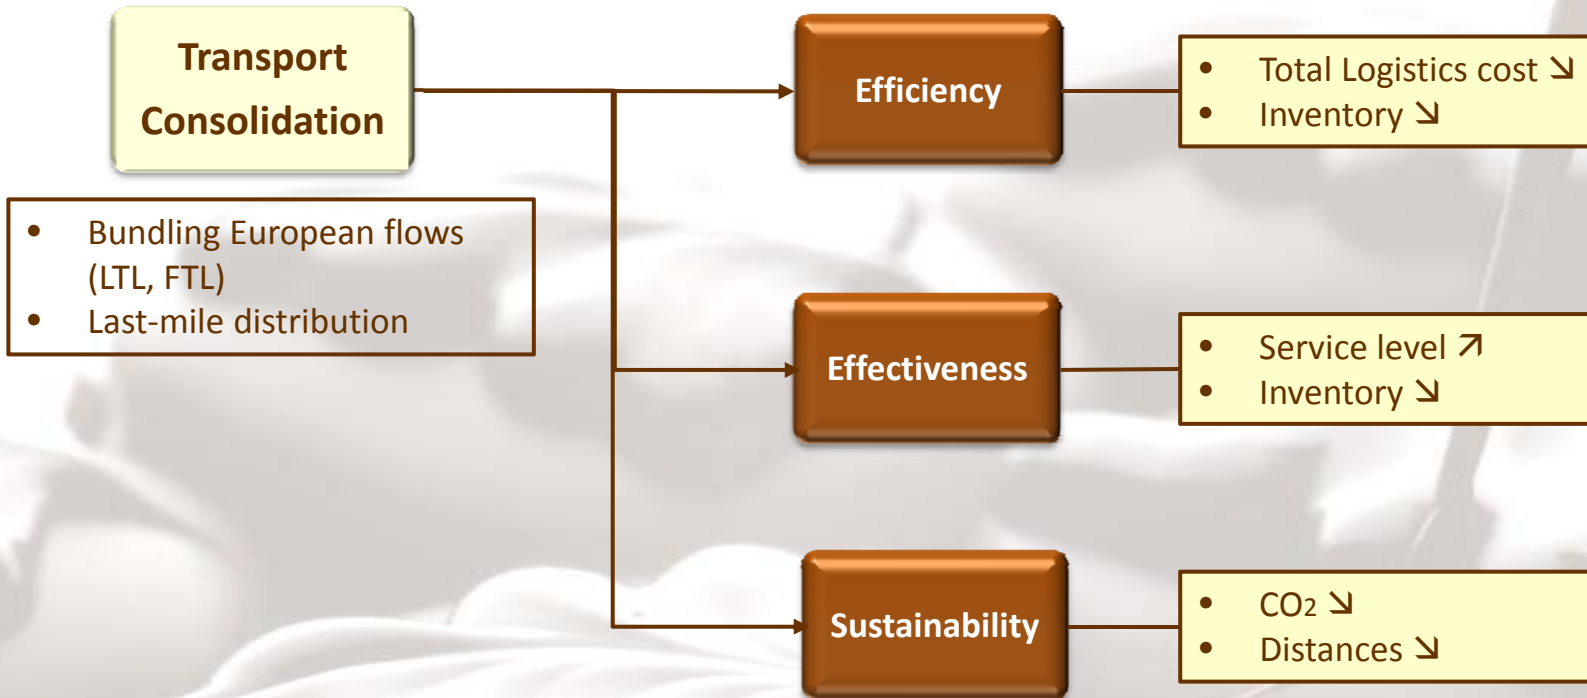 Transport
Consolidation
• Bundling European flows
(LTL, FTL)
• Last-mile distribution
Efficiency
• Total Logistics cost ↘
• Inventory ↘
Effectiveness
• Service level ↗
• Inventory ↘
Sustainability
• CO2 ↘
• Distances ↘